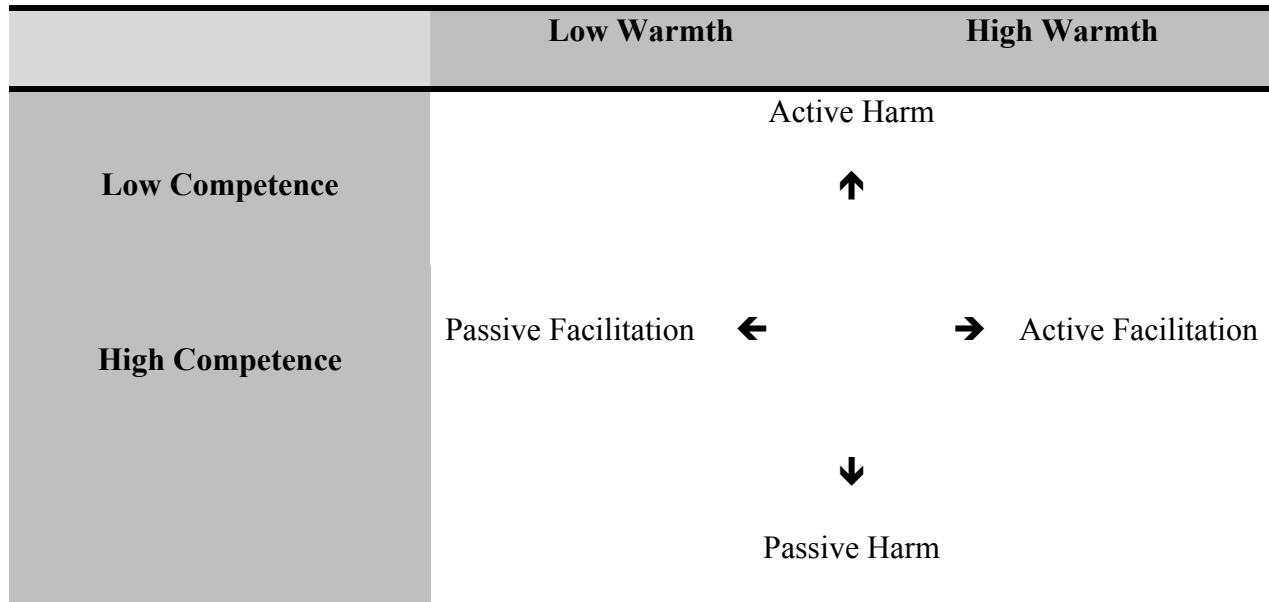 Low Warmth High Warmth
Active Harm
Low Competence ↑
Passive Facilitation ← → Active Facilitation
High Competence
↓
Passive Harm